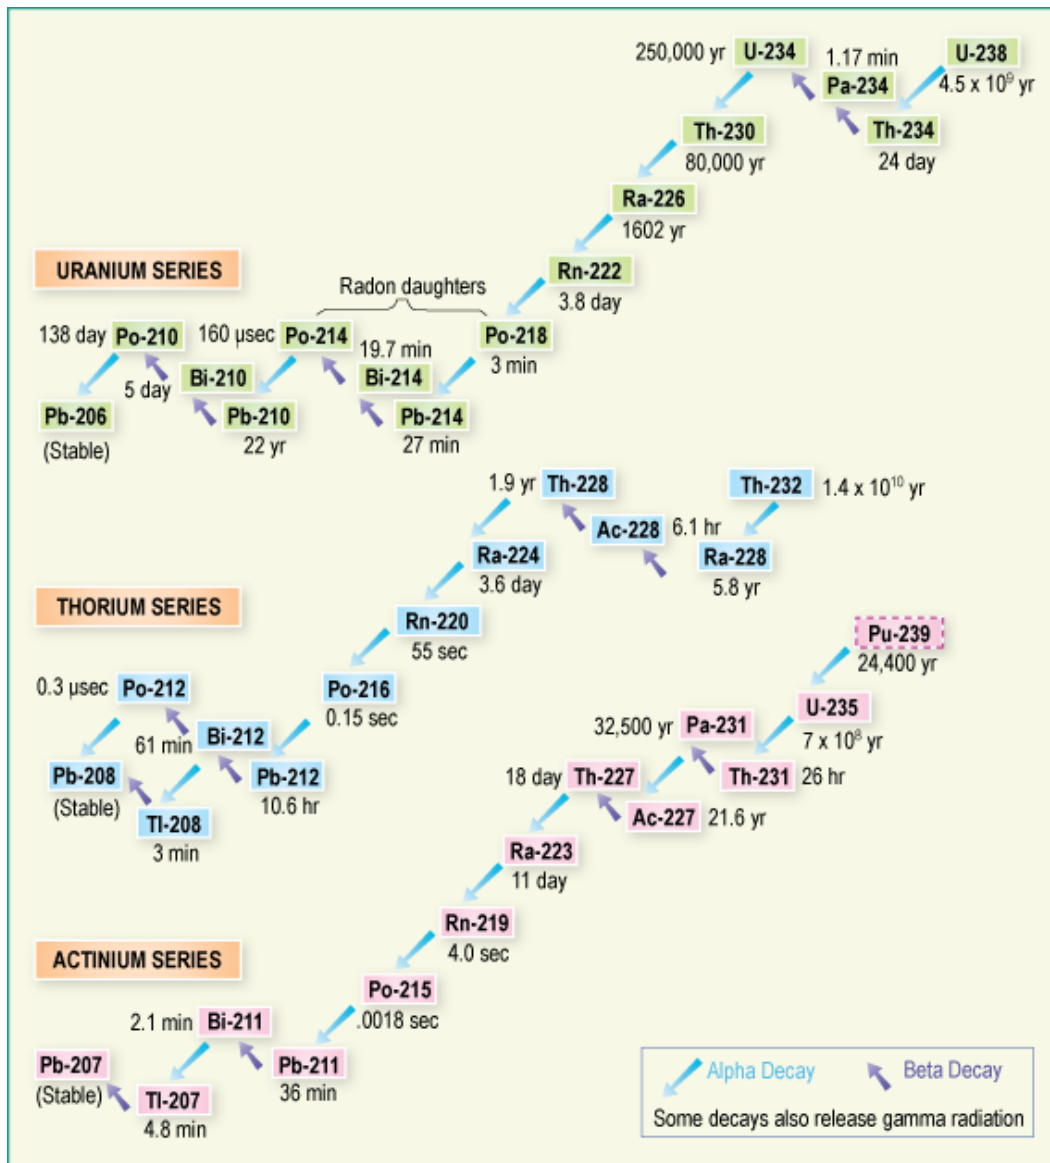 250,000 yr
U-234
1.17 min
U-238
Pa-234
4.5 x 10⁹ yr
Th-230
Th-234
80,000 yr
24 day
Ra-226
1602 yr
URANIUM SERIES
Rn-222
Radon daughters
3.8 day
138 day
Po-210
160 µsec
Po-214
19.7 min
Po-218
3 min
5 day
Bi-210
Bi-214
Pb-206
Pb-210
Pb-214
(Stable)
22 yr
27 min
1.9 yr
Th-228
Th-232
1.4 x 10¹⁰ yr
Ac-228
6.1 hr
Ra-224
Ra-228
3.6 day
5.8 yr
THORIUM SERIES
Rn-220
55 sec
Pu-239
24,400 yr
0.3 µsec
Po-212
Po-216
0.15 sec
U-235
7 x 10⁸ yr
61 min
Bi-212
32,500 yr
Pa-231
Pb-208
Pb-212
18 day
Th-227
Th-231
26 hr
(Stable)
10.6 hr
Tl-208
Ac-227
21.6 yr
3 min
Ra-223
11 day
Rn-219
4.0 sec
ACTINIUM SERIES
Po-215
.0018 sec
2.1 min
Bi-211
Pb-207
Pb-211
(Stable)
36 min
Tl-207
4.8 min
Alpha Decay
Beta Decay
Some decays also release gamma radiation